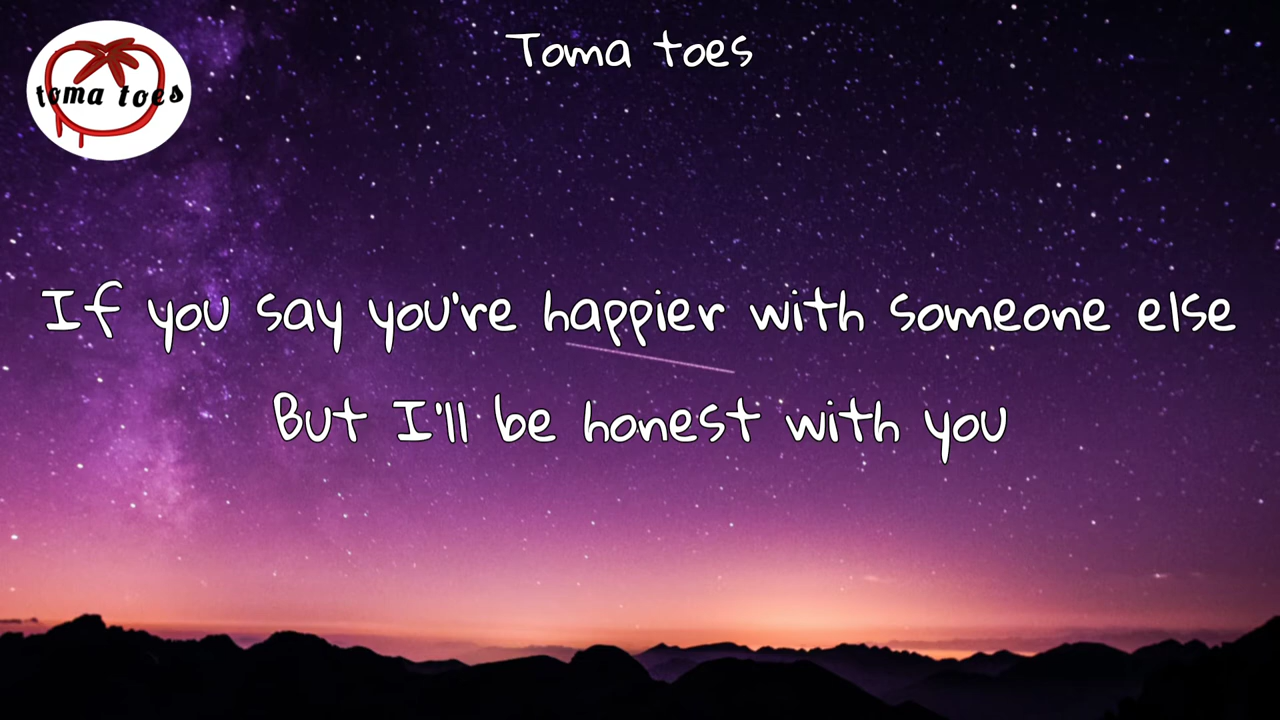 toma toes
Toma toes
If you say you're happier with someone else
But I'll be honest with you